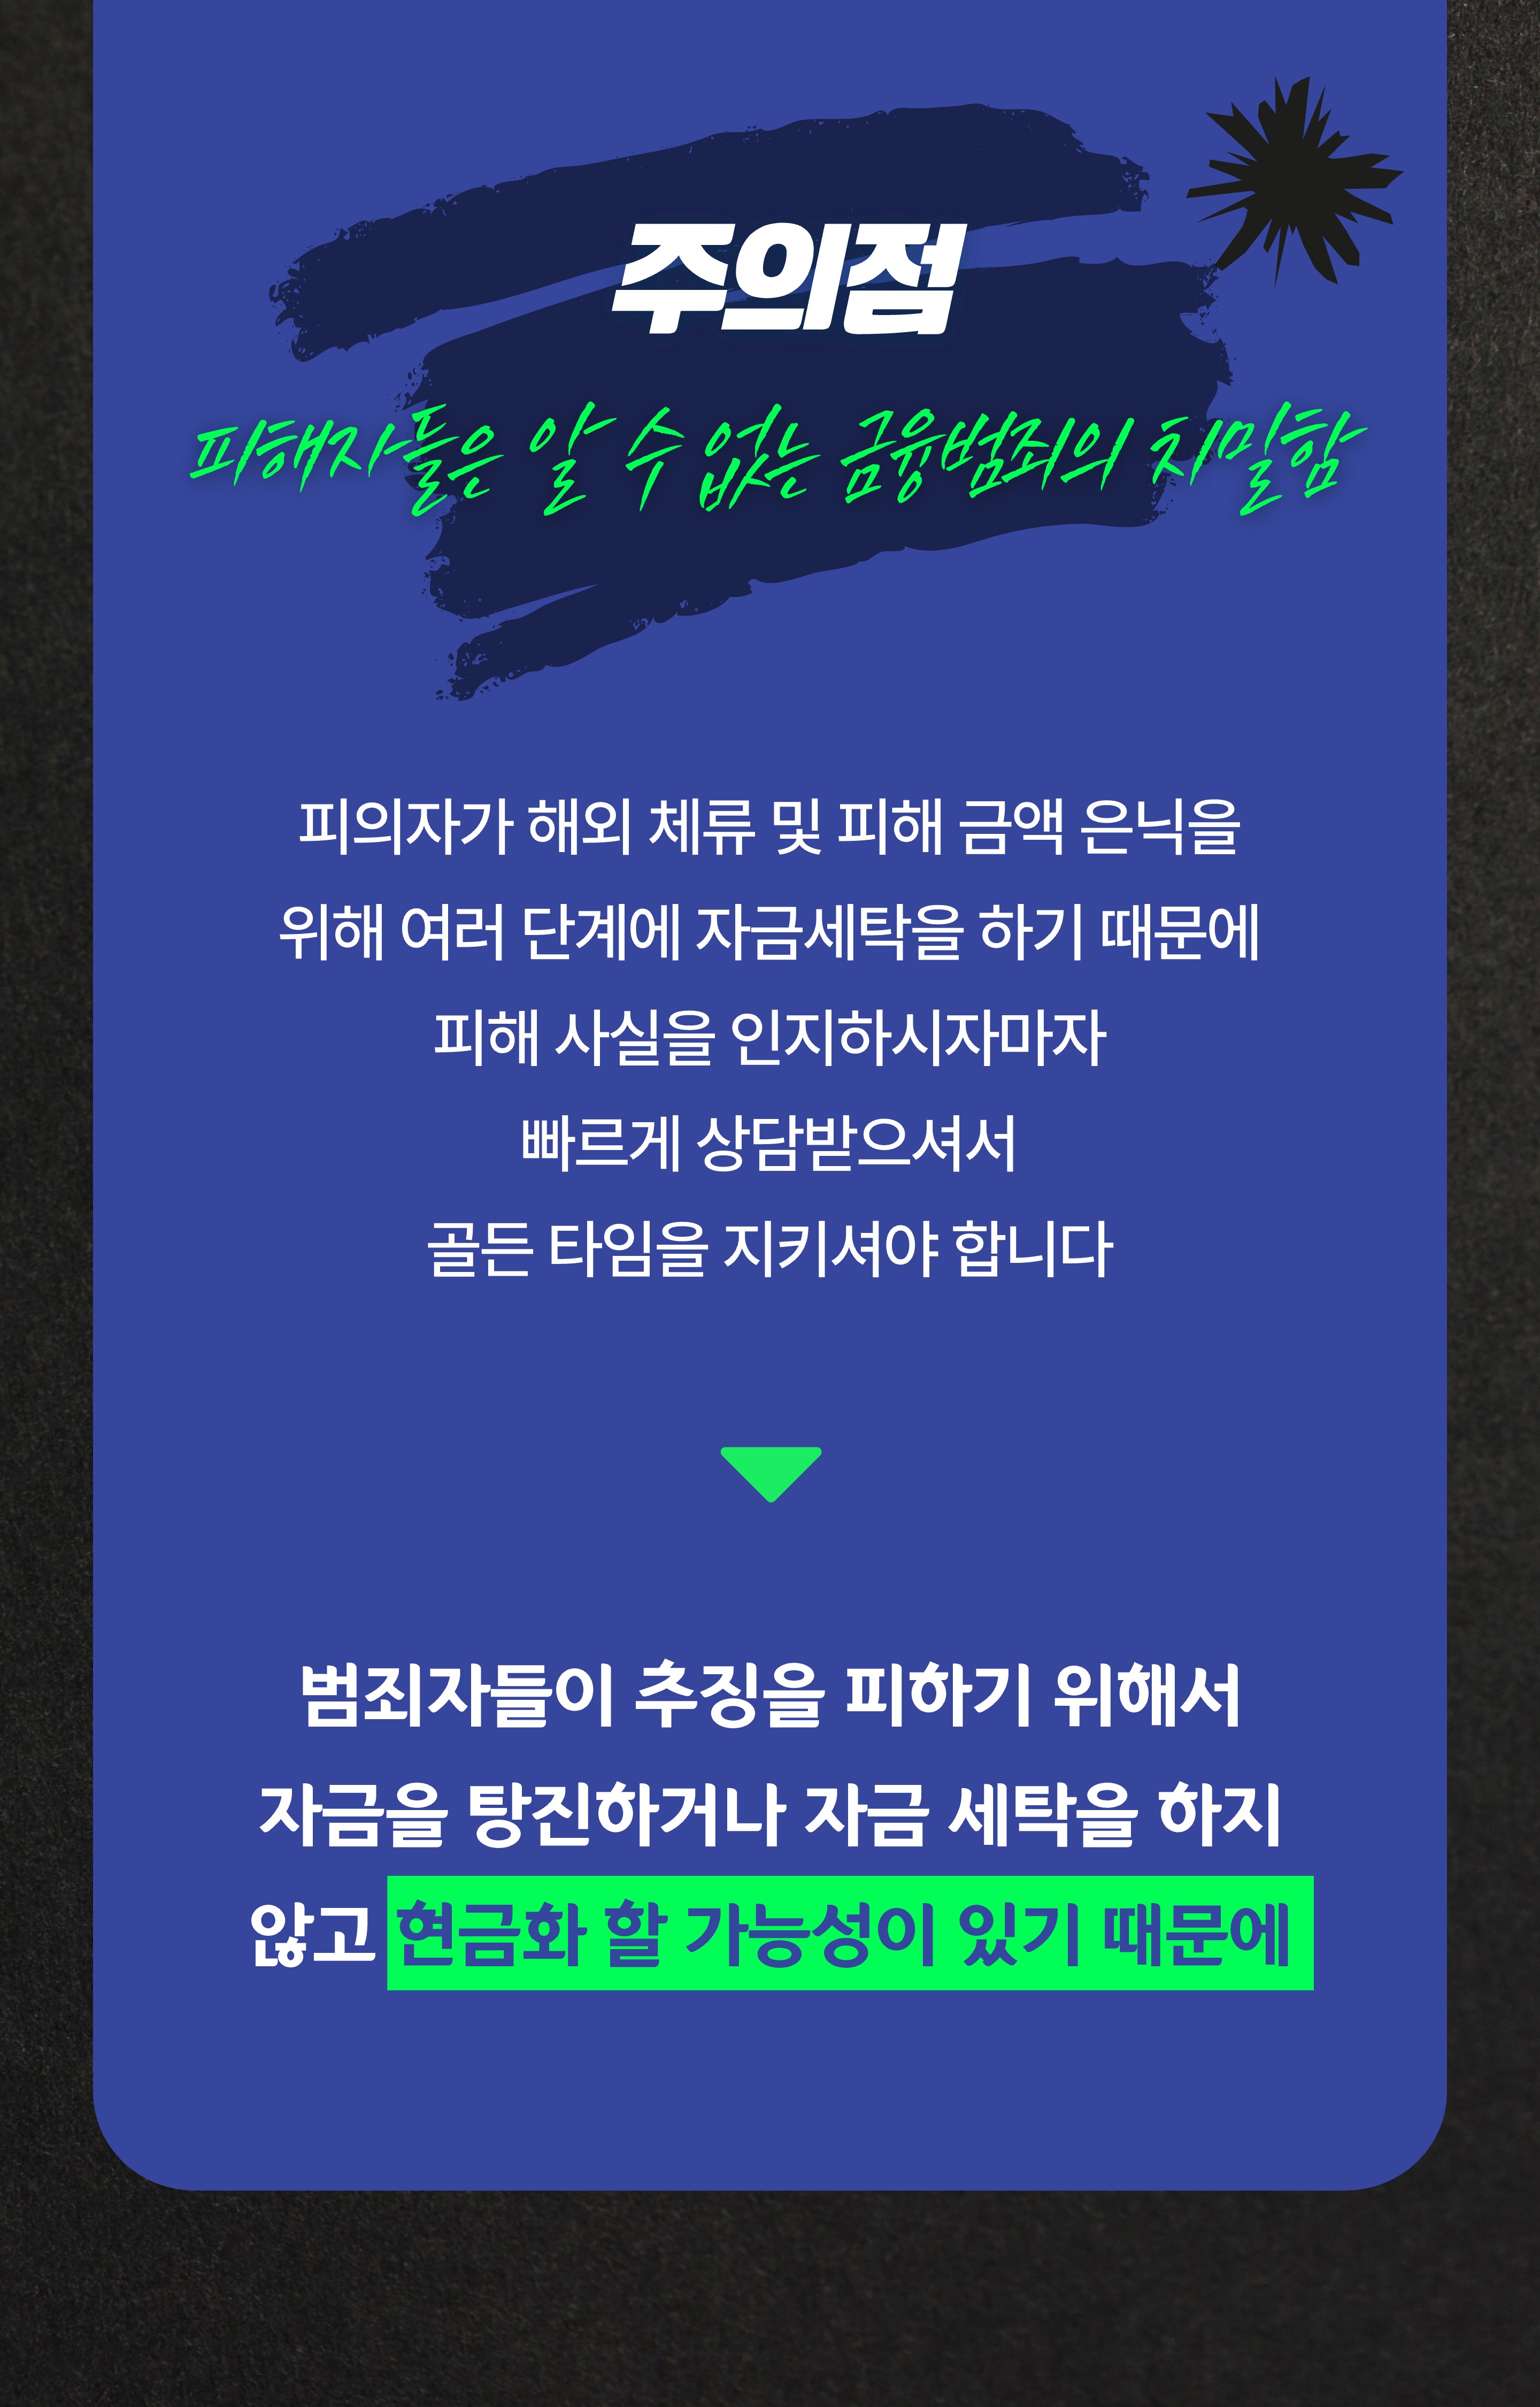 주의점
피해자들은 알 수 없는 금융범죄의 치밀함
피의자가 해외 체류 및 피해 금액 은닉을
위해 여러 단계에 자금세탁을 하기 때문에
피해 사실을 인지하시자마자
빠르게 상담받으셔서
골든 타임을 지키셔야 합니다
범죄자들이 추징을 피하기 위해서
자금을 탕진하거나 자금 세탁을 하지
않고 현금화 할 가능성이 있기 때문에